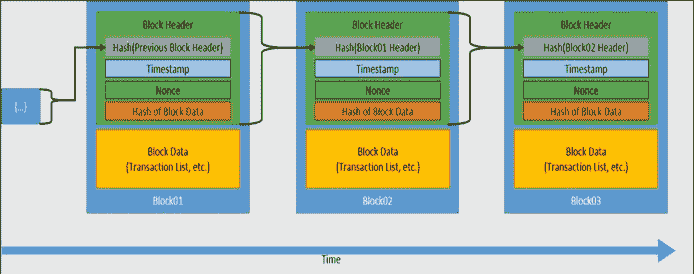 {...}
Block Header
Hash(Previous Block Header)
Timestamp
Nonce
Hash of Block Data
Block Data
(Transaction List, etc.)
Block01
Block Header
Hash(Block01 Header)
Timestamp
Nonce
Hash of Block Data
Block Data
(Transaction List, etc.)
Block02
Block Header
Hash(Block02 Header)
Timestamp
Nonce
Hash of Block Data
Block Data
(Transaction List, etc.)
Block03
Time